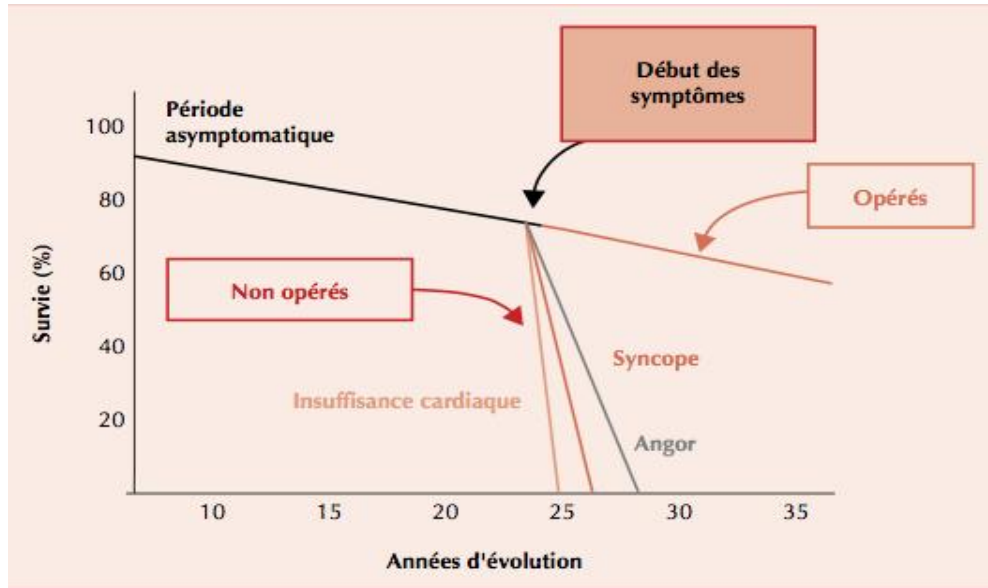 Début des
symptômes
Période
asymptomatique
100
80
60
40
20
Survie (%)
Opérés
Non opérés
Syncope
Insuffisance cardiaque
Angor
10 15 20 25 30 35
Années d'évolution